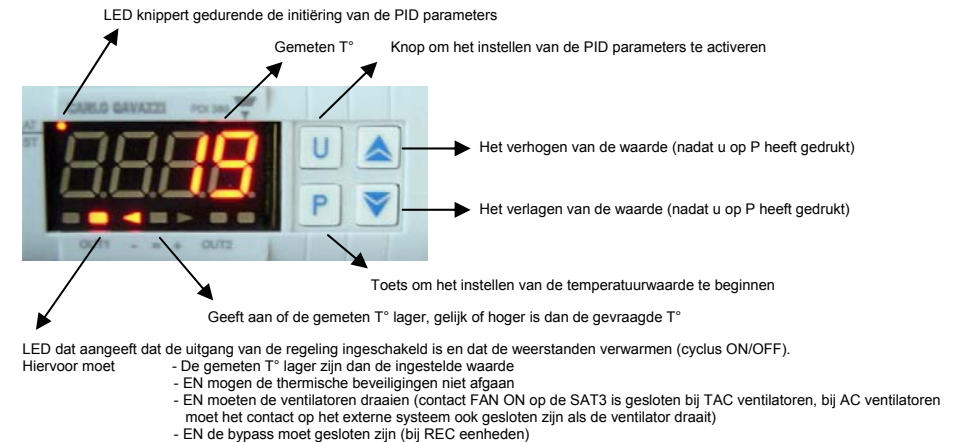 LED knippert gedurende de initiëring van de PID parameters
Gemeten T°
Knop om het instellen van de PID parameters te activeren
CARLO GAVAZZI
AT
ST
19
U
P
Het verhogen van de waarde (nadat u op P heeft gedrukt)
Het verlagen van de waarde (nadat u op P heeft gedrukt)
OUT1 - = + OUT2
Toets om het instellen van de temperatuurwaarde te beginnen
Geeft aan of de gemeten T° lager, gelijk of hoger is dan de gevraagde T°
LED dat aangeeft dat de uitgang van de regeling ingeschakeld is en dat de weerstanden verwarmen (cyclus ON/OFF).
Hiervoor moet - De gemeten T° lager zijn dan de ingestelde waarde
- EN mogen de thermische beveiligingen niet afgaan
- EN moeten de ventilatoren draaien (contact FAN ON op de SAT3 is gesloten bij TAC ventilatoren, bij AC ventilatoren
moet het contact op het externe systeem ook gesloten zijn als de ventilator draait)
- EN de bypass moet gesloten zijn (bij REC eenheden)